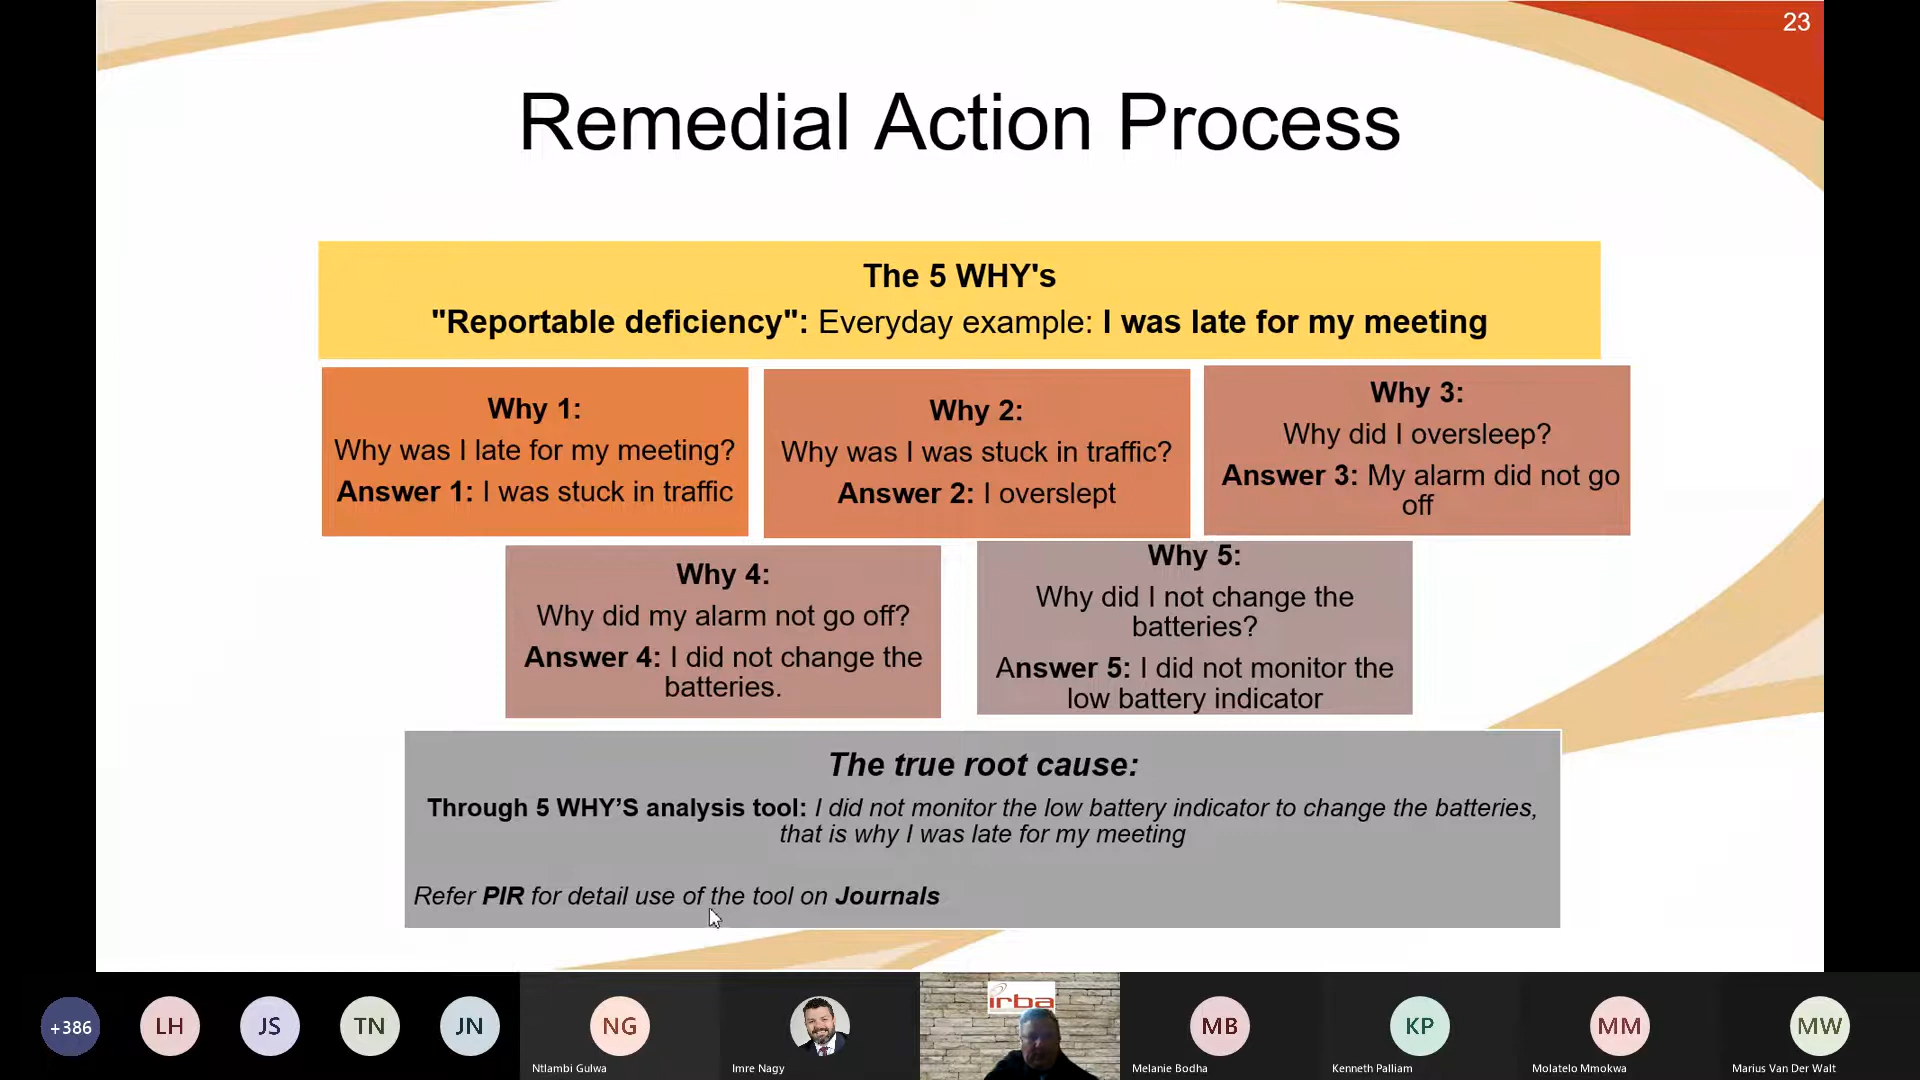 23
Remedial Action Process
The 5 WHY's
"Reportable deficiency": Everyday example: I was late for my meeting
Why 1:
Why was I late for my meeting?
Answer 1: I was stuck in traffic
Why 2:
Why was I was stuck in traffic?
Answer 2: I overslept
Why 3:
Why did I oversleep?
Answer 3: My alarm did not go
off
Why 4:
Why did my alarm not go off?
Answer 4: I did not change the
batteries.
Why 5:
Why did I not change the
batteries?
Answer 5: I did not monitor the
low battery indicator
The true root cause:
Through 5 WHY’S analysis tool: I did not monitor the low battery indicator to change the batteries,
that is why I was late for my meeting
Refer PIR for detail use of the tool on Journals
+386
LH
JS
TN
JN
NG
Ntlambi Gulwa
Imre Nagy
irba
MB
Melanie Bodha
KP
Kenneth Palliam
MM
Molatelo Mmokwa
MW
Marius Van Der Walt